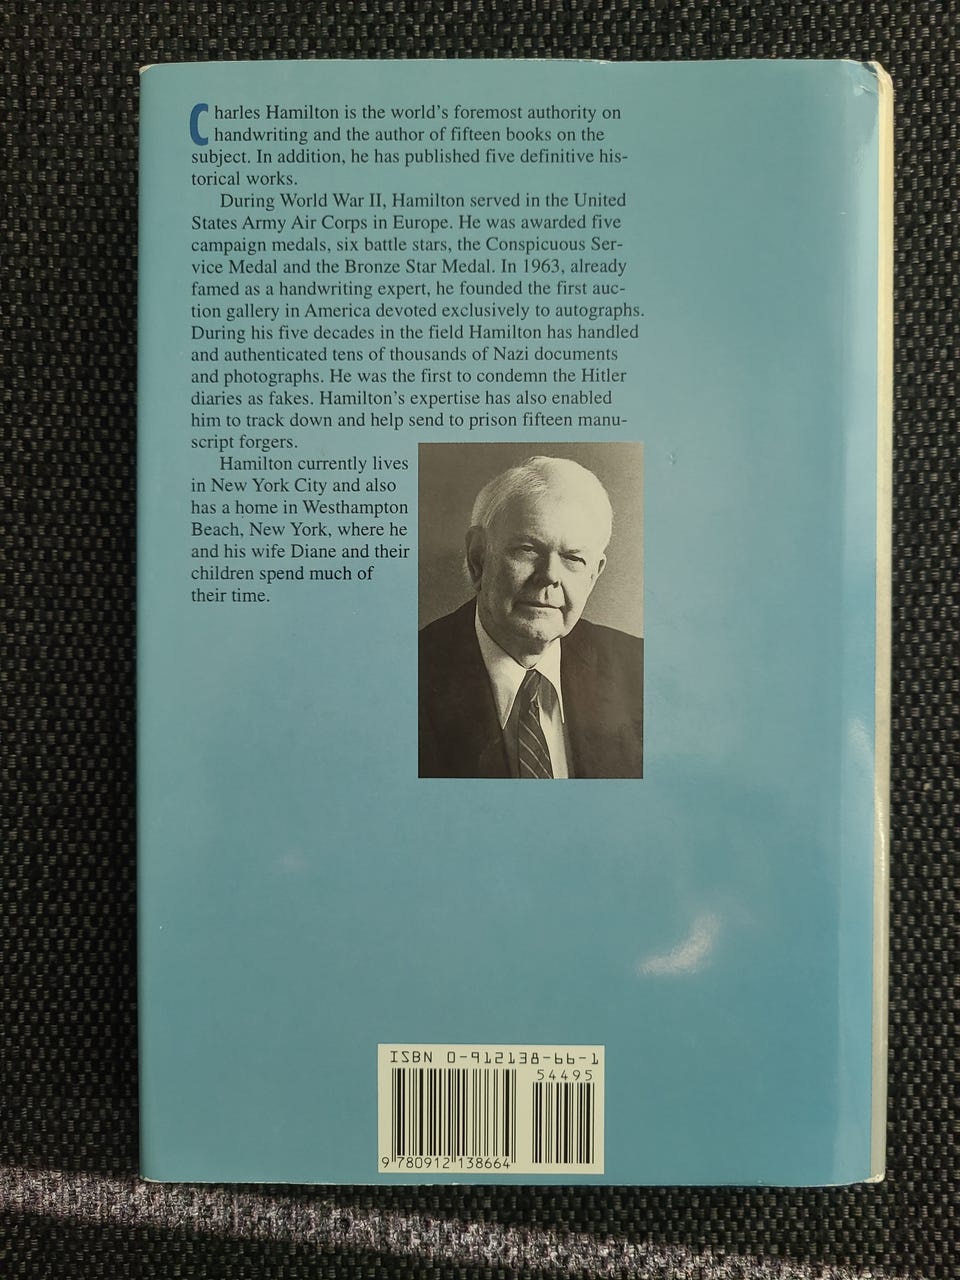 Charles Hamilton is the world's foremost authority on
handwriting and the author of fifteen books on the
subject. In addition, he has published five definitive his-
torical works.
During World War II, Hamilton served in the United
States Army Air Corps in Europe. He was awarded five
campaign medals, six battle stars, the Conspicuous Ser-
vice Medal and the Bronze Star Medal. In 1963, already
famed as a handwriting expert, he founded the first auc-
tion gallery in America devoted exclusively to autographs.
During his five decades in the field Hamilton has handled
and authenticated tens of thousands of Nazi documents
and photographs. He was the first to condemn the Hitler
diaries as fakes. Hamilton's expertise has also enabled
him to track down and help send to prison fifteen manu-
script forgers.
Hamilton currently lives
in New York City and also
has a home in Westhampton
Beach, New York, where he
and his wife Diane and their
children spend much of
their time.
ISBN 0-912138-66-1
54495
9 780912 138664